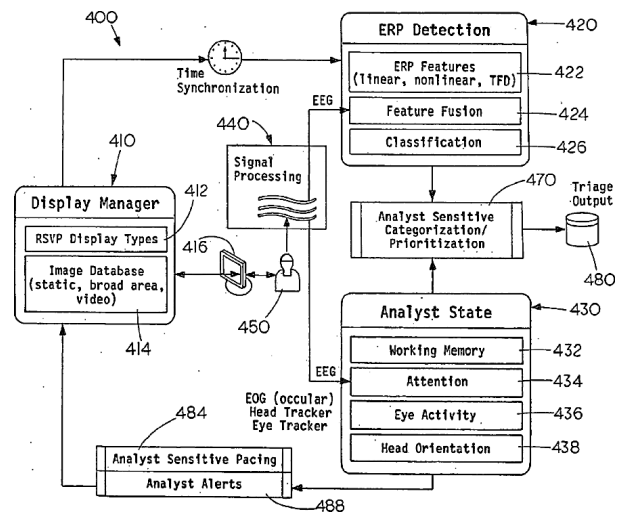 400
Time
Synchronization
ERP Detection
420
ERP Features
(linear, nonlinear, TFD)
422
EEG
Feature Fusion
424
Classification
426
440
Signal
Processing
410
Display Manager
RSVP Display Types
412
Image Database
(static, broad area,
video)
414
416
450
470
Analyst Sensitive
Categorization/
Prioritization
Triage
Output
480
Analyst State
430
Working Memory
432
EEG
Attention
434
EOG (occular)
Head Tracker
Eye Tracker
Eye Activity
436
Head Orientation
438
484
Analyst Sensitive Pacing
Analyst Alerts
488